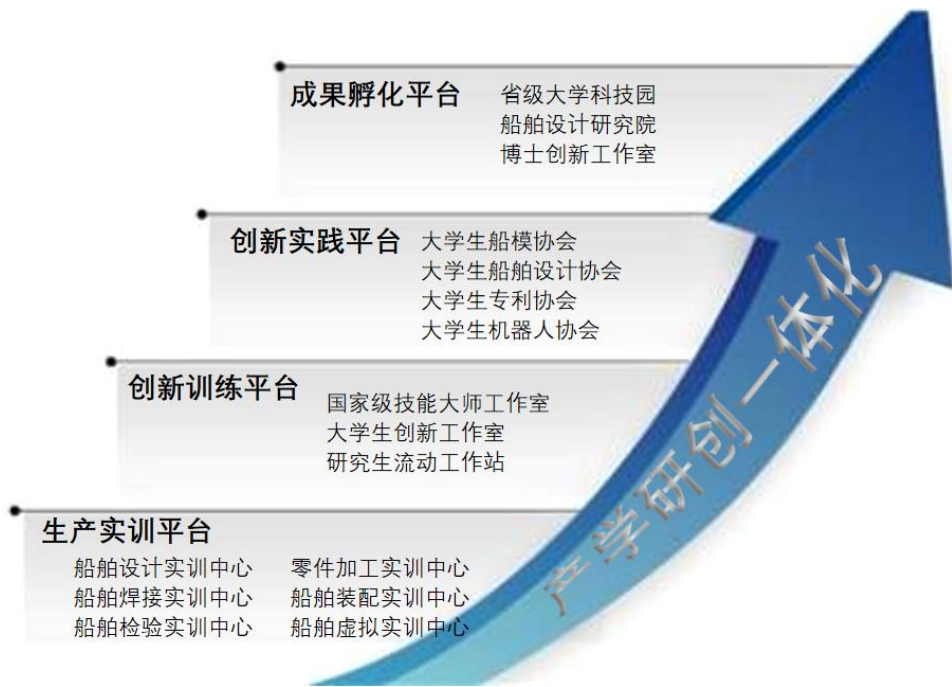 成果孵化平台
省级大学科技园
船舶设计研究院
博士创新工作室
创新实践平台
大学生船模协会
大学生船舶设计协会
大学生专利协会
大学生机器人协会
创新训练平台
国家级技能大师工作室
大学生创新工作室
研究生流动工作站
生产实训平台
船舶设计实训中心 零件加工实训中心
船舶焊接实训中心 船舶装配实训中心
船舶检验实训中心 船舶虚拟实训中心
产学研创一体化